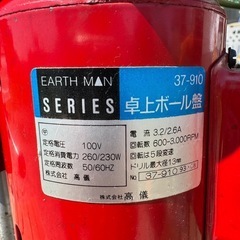 EARTH MAN 37-910
SERIES 卓上ボール盤
〒
定格電圧 100V
定格消費電力 260/230W
定格周波数 50/60HZ
株式会社 高儀
電流 3.2/2.6A
回転数 600-3.000RPM
回転は5段変速
ドリル最大径13mm
No. 37-910
株式会社 高儀